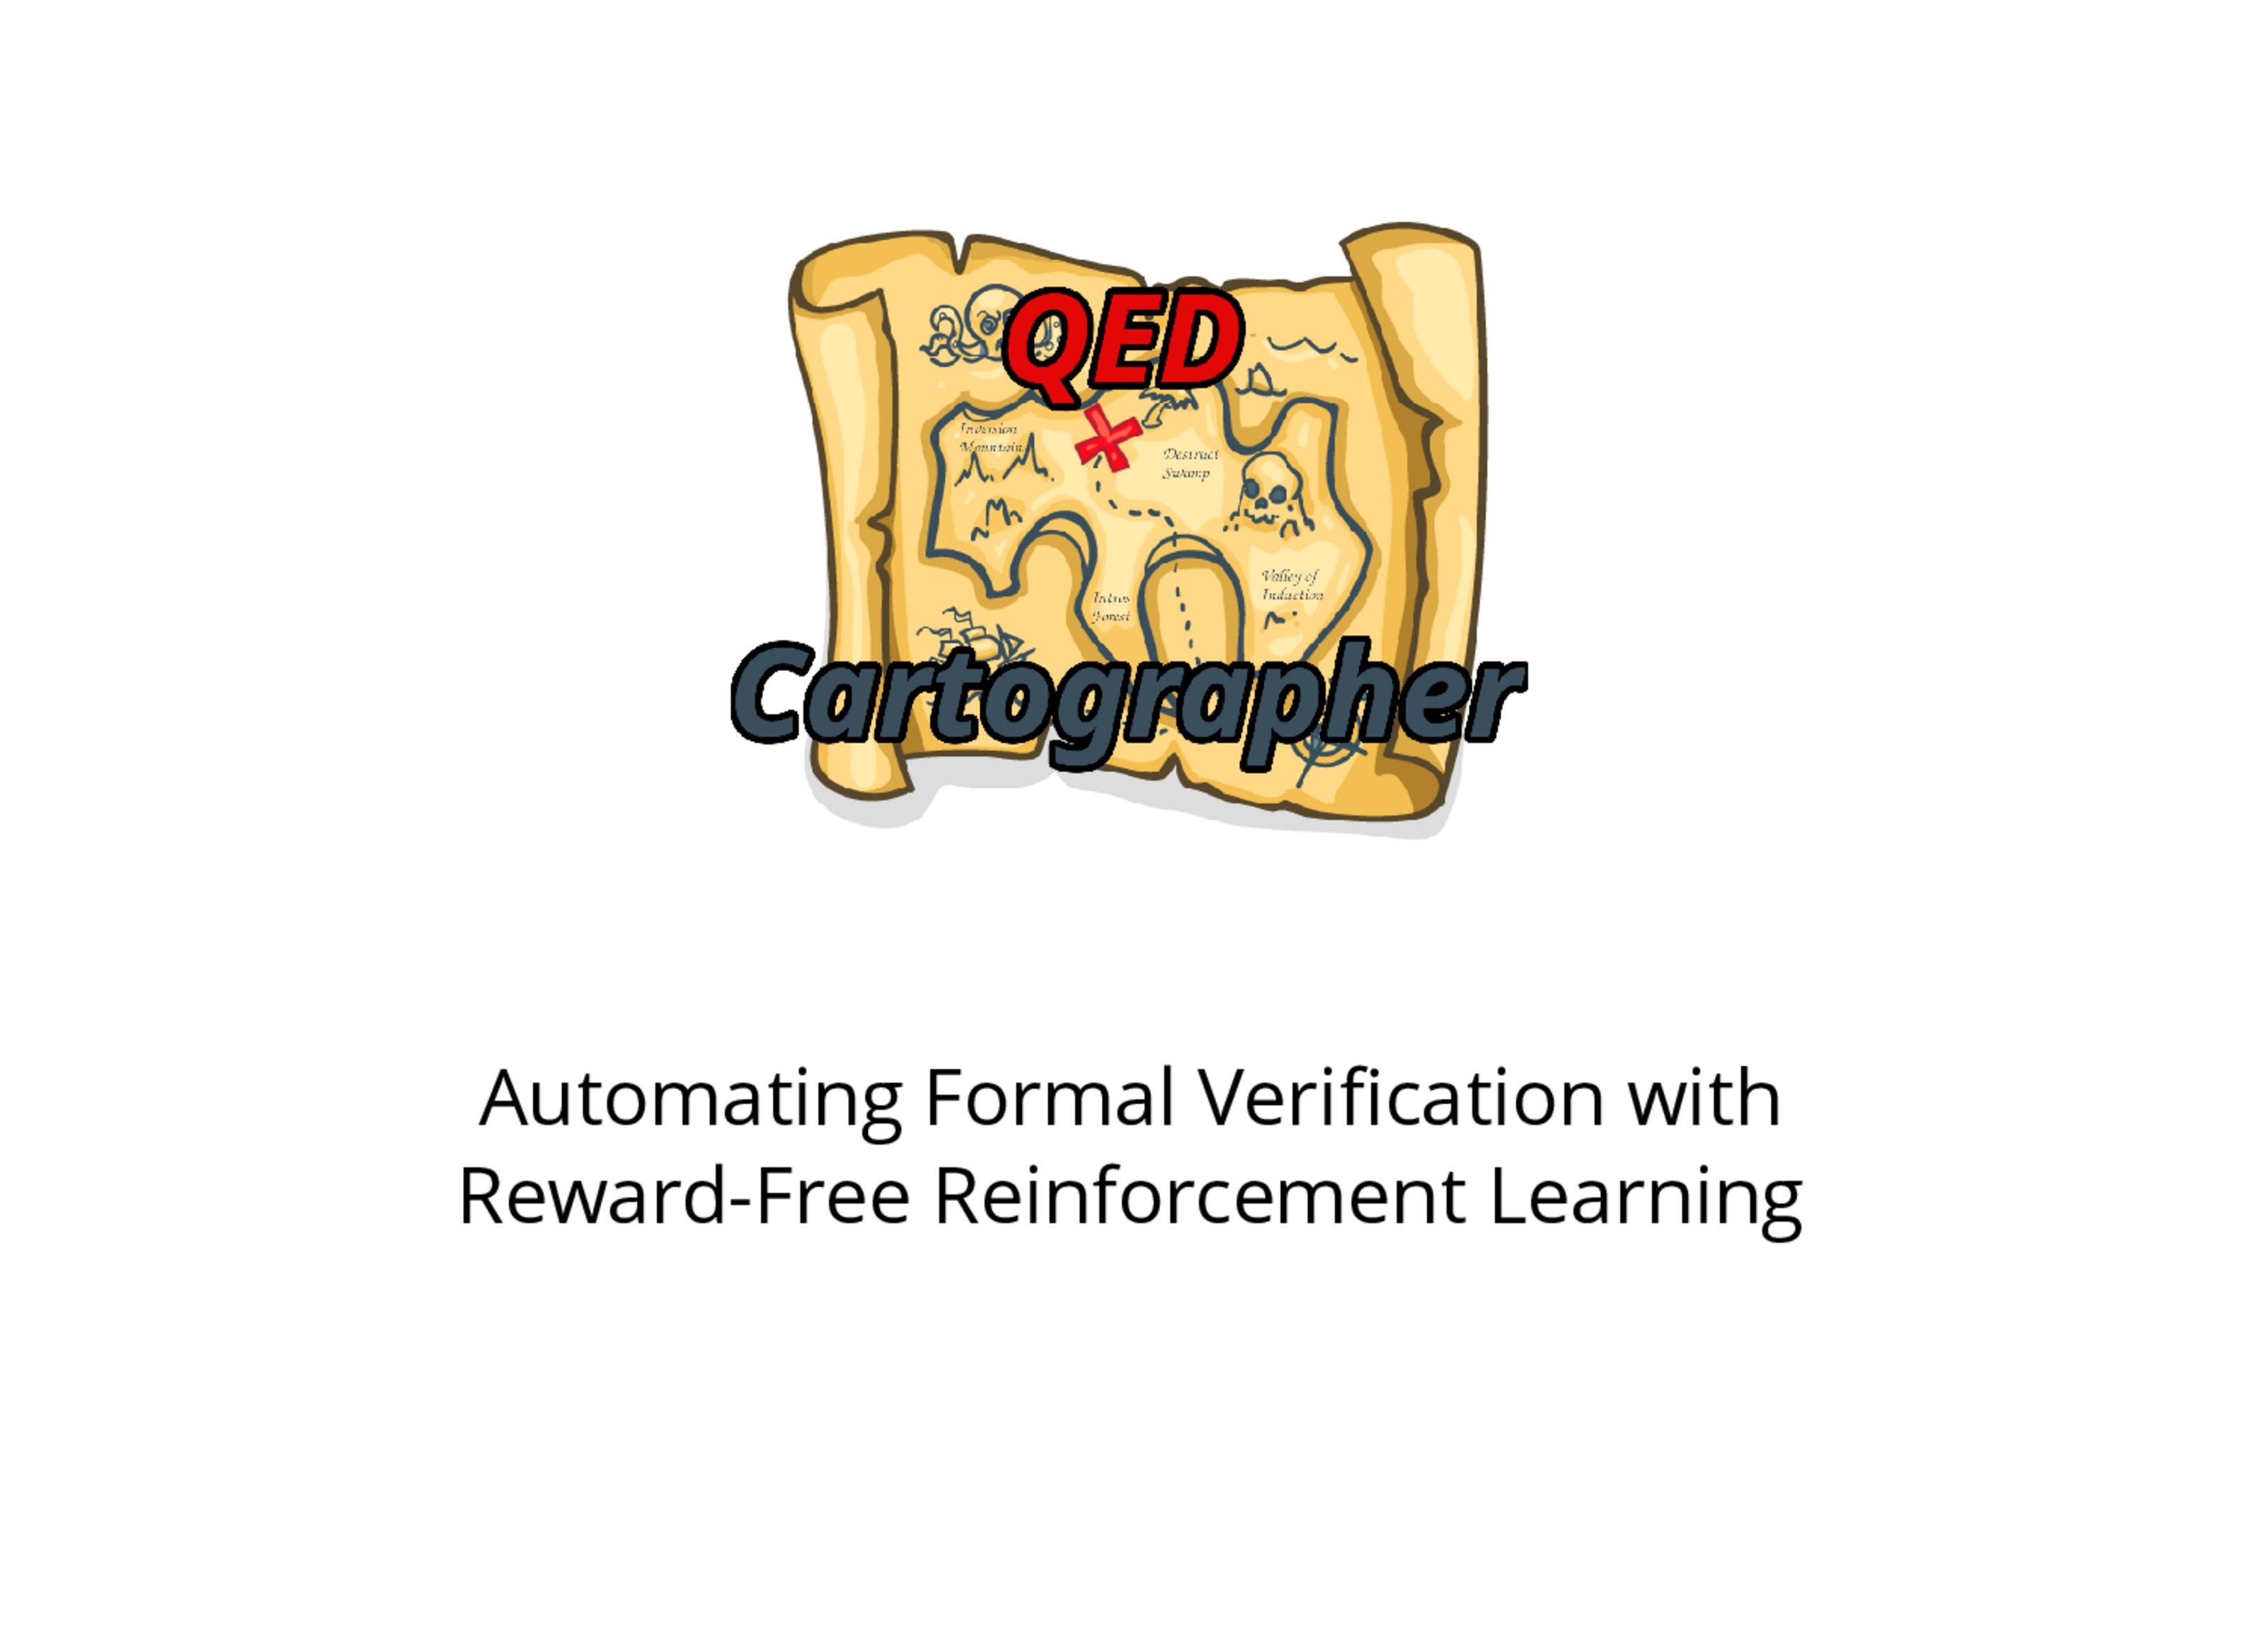 QED
Inversion
Mountain
Destruct
Swamp
Valley of
Induction
Intros
Forest
Cartographer
Automating Formal Verification with
Reward-Free Reinforcement Learning